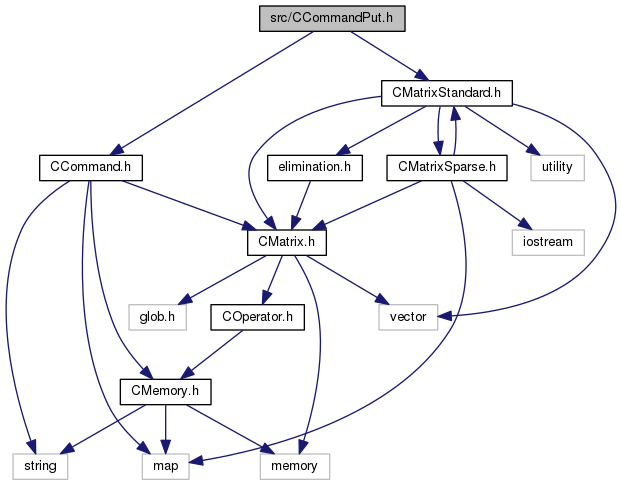 src/CCommandPut.h
CMatrixStandard.h
CCommand.h
elimination.h
CMatrixSparse.h
utility
CMatrix.h
iostream
glob.h
COperator.h
vector
CMemory.h
string
map
memory